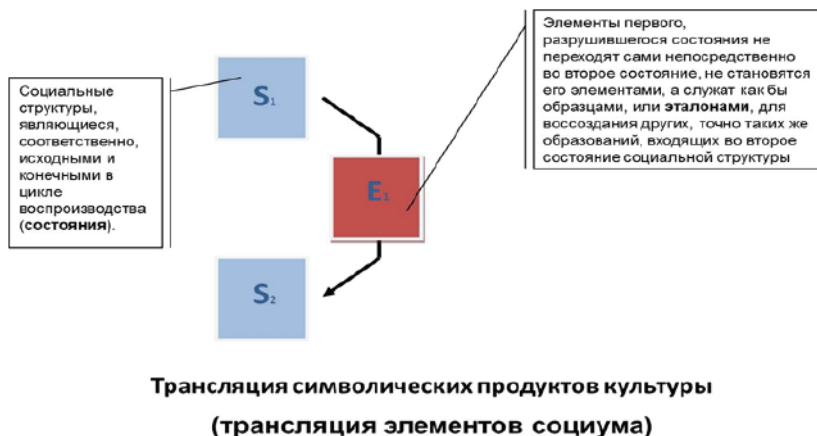 Социальные
структуры,
являющиеся,
соответственно,
исходными и
конечными в
цикле
воспроизводства
(состояния).
S₁
Элементы первого,
разрушившегося состояния не
переходят сами непосредственно
во второе состояние, не становятся
его элементами, а служат как бы
образцами, или эталонами, для
воссоздания других, точно таких же
образований, входящих во второе
состояние социальной структуры
E₁
S₂
Трансляция символических продуктов культуры
(трансляция элементов социума)